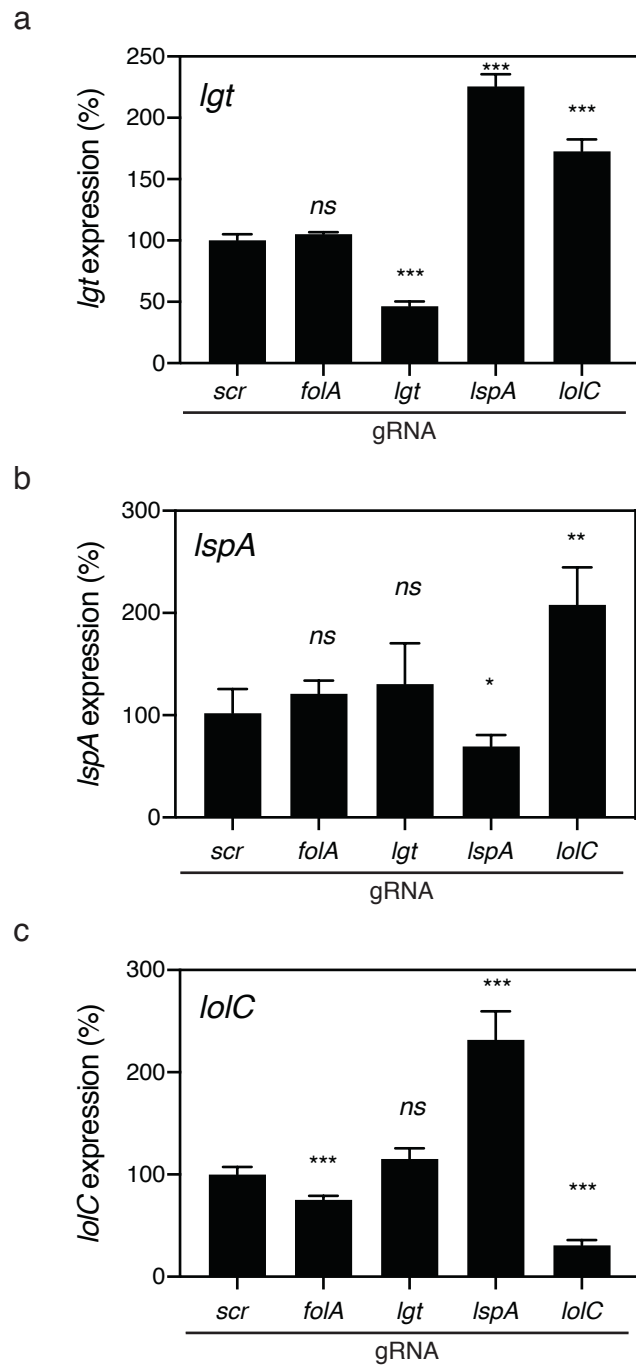 a
lgt expression (%)
250
200
150
100
50
0
lgt
ns
***
***
***
scr folA lgt lspA lolC
gRNA
b
lspA expression (%)
300
200
100
0
lspA
ns
ns
*
**
scr folA lgt lspA lolC
gRNA
c
lolC expression (%)
300
200
100
0
lolC
***
ns
***
***
scr folA lgt lspA lolC
gRNA